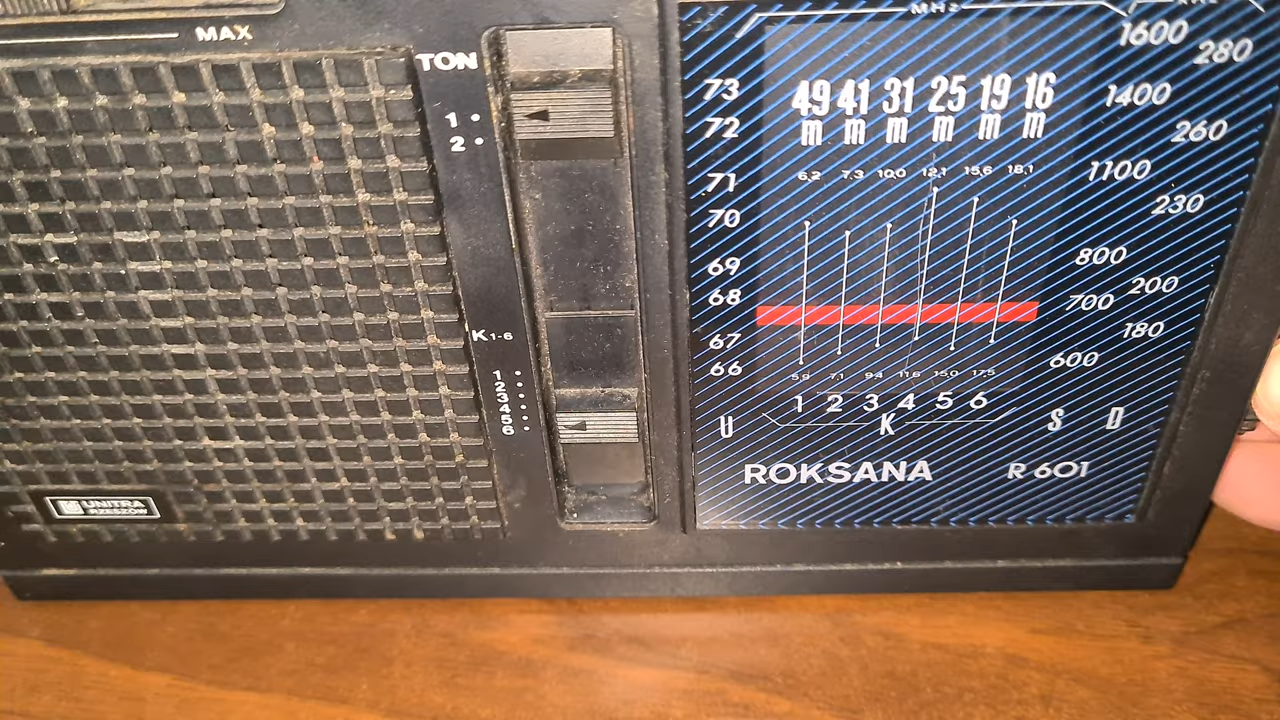 MAX
TON
1
2
K1-6
1
2
3
4
5
6
UNITRA
RZESZÓW
MHz
kHz
73
72
71
70
69
68
67
66
49 41 31 25 19 16
m m m m m m
6,2 7,3 10,0 12,1 15,6 18,1
5,9 7,1 9,4 11,6 15,0 17,5
1 2 3 4 5 6
U K S D
1600
1400
1100
800
700
600
280
260
230
200
180
ROKSANA R 601